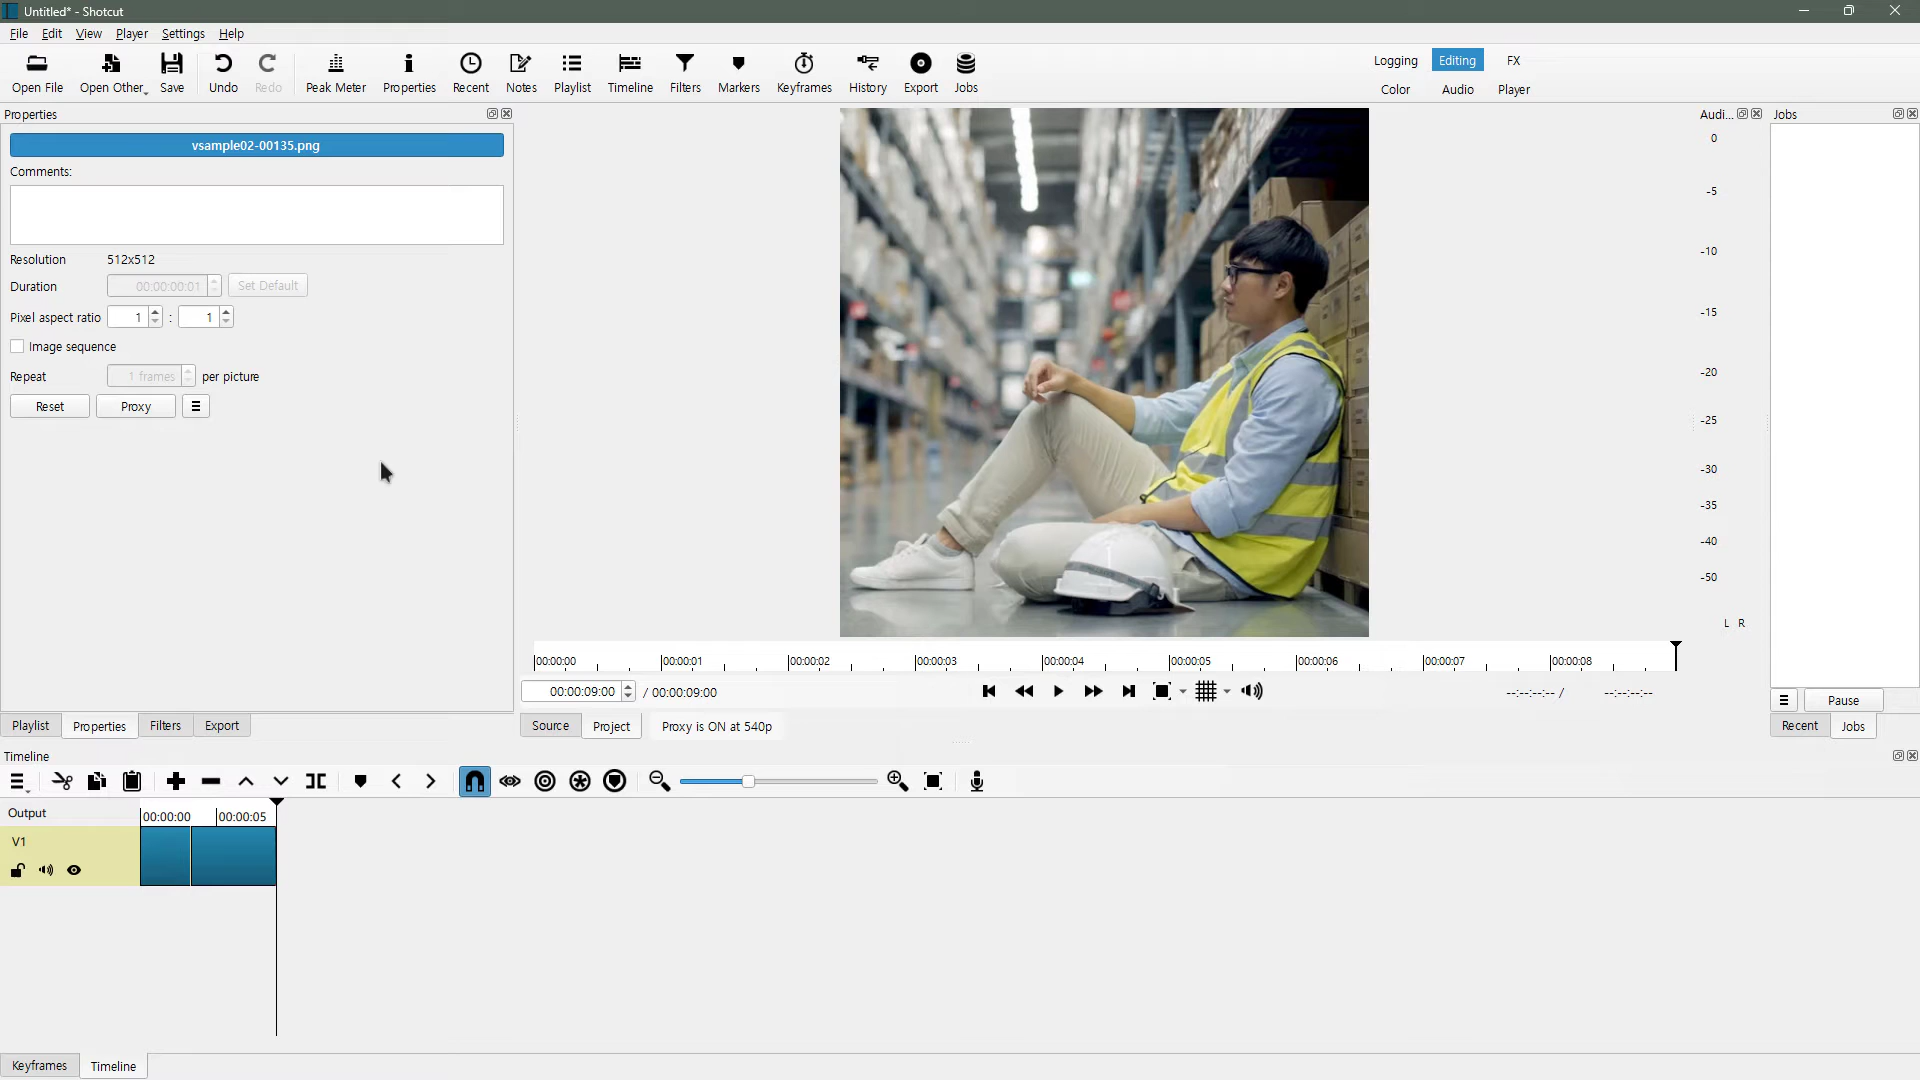 Untitled* - Shotcut
File Edit View Player Settings Help
Open File Open Other Save Undo Redo Peak Meter Properties Recent Notes Playlist Timeline Filters Markers Keyframes History Export Jobs
Logging Editing FX
Color Audio Player
Properties
vsample02-00135.png
Comments:
Resolution 512x512
Duration 00:00:00:01 Set Default
Pixel aspect ratio 1 : 1
Image sequence
Repeat 1 frames per picture
Reset Proxy
Playlist Properties Filters Export
00:00:00 00:00:01 00:00:02 00:00:03 00:00:04 00:00:05 00:00:06 00:00:07 00:00:08
00:00:09:00 / 00:00:09:00 --:--:--:-- / --:--:--:--
Source Project Proxy is ON at 540p
Audi...
0
-5
-10
-15
-20
-25
-30
-35
-40
-50
L R
Jobs
Pause
Recent Jobs
Timeline
Output 00:00:00 00:00:05
V1
Keyframes Timeline